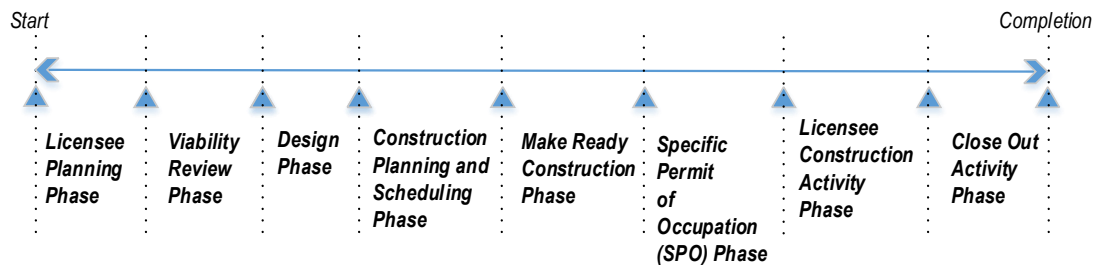 Start
Completion
Licensee
Planning
Phase
Viability
Review
Phase
Design
Phase
Construction
Planning and
Scheduling
Phase
Make Ready
Construction
Phase
Specific
Permit
of
Occupation
(SPO) Phase
Licensee
Construction
Activity
Phase
Close Out
Activity
Phase